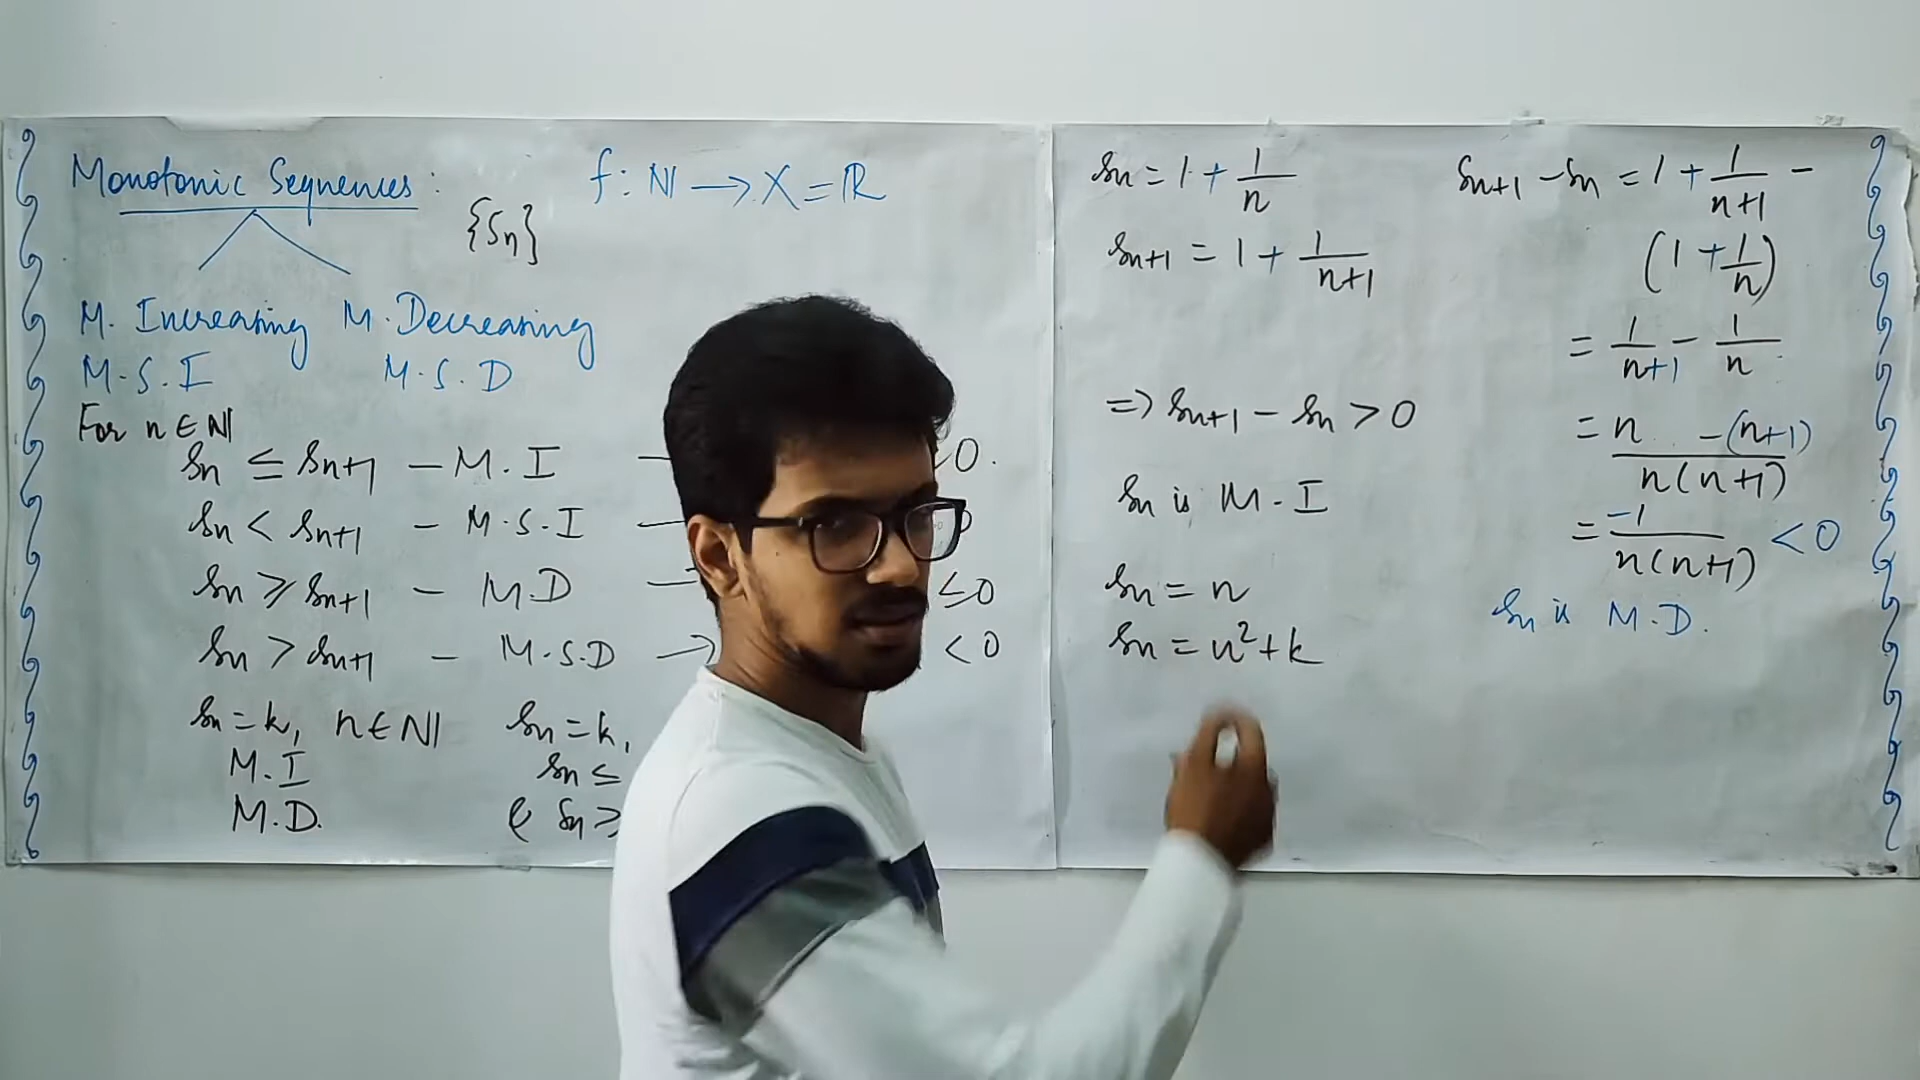 Monotonic Sequences :
f : ℕ → X = ℝ
{Sn}
M. Increasing M. Decreasing
M.S.I M.S.D
For n ∈ ℕ
Sn ≤ Sn+1 – M.I –
0.
Sn < Sn+1 – M.S.I –
Sn ≥ Sn+1 – M.D –
≤ 0
Sn > Sn+1 – M.S.D →
< 0
Sn = k, n ∈ ℕ
M.I
M.D.
Sn = k,
Sn ≤
& Sn ≥
Sn = 1 + 1/n
Sn+1 = 1 + 1/n+1
=> Sn+1 – Sn > 0
Sn is M.I
Sn = n
Sn = n² + k
Sn+1 – Sn = 1 + 1/n+1 –
(1 + 1/n)
= 1/n+1 – 1/n
= n – (n+1)/n(n+1)
= -1/n(n+1) < 0
Sn is M.D.